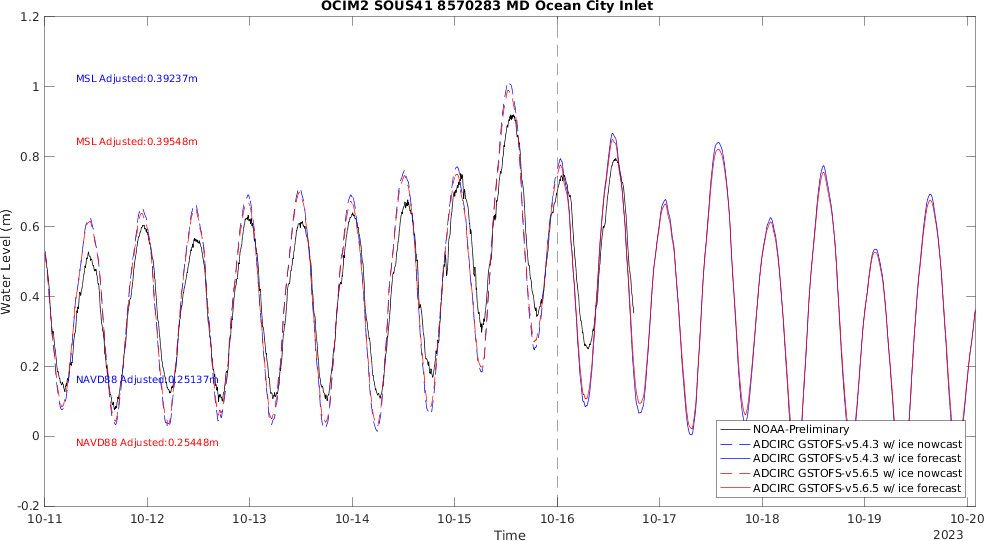 OCIM2 SOUS41 8570283 MD Ocean City Inlet
1.2
1
0.8
0.6
0.4
0.2
0
-0.2
Water Level (m)
MSL Adjusted:0.39237m
MSL Adjusted:0.39548m
NAVD88 Adjusted:0.25137m
NAVD88 Adjusted:0.25448m
NOAA-Preliminary
ADCIRC GSTOFS-v5.4.3 w/ ice nowcast
ADCIRC GSTOFS-v5.4.3 w/ ice forecast
ADCIRC GSTOFS-v5.6.5 w/ ice nowcast
ADCIRC GSTOFS-v5.6.5 w/ ice forecast
10-11 10-12 10-13 10-14 10-15 10-16 10-17 10-18 10-19 10-20
Time
2023